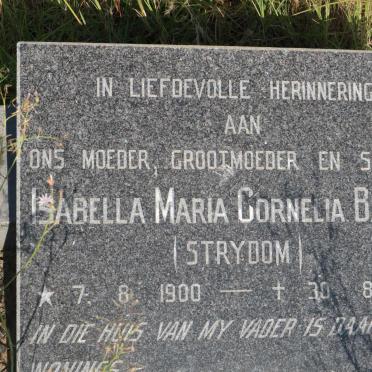 IN LIEFDEVOLLE HERINNERING
AAN
ONS MOEDER, GROOTMOEDER EN S
ISABELLA MARIA CORNELIA B
(STRYDOM)
★ 7. 8. 1900 — † 30. 8
IN DIE HUIS VAN MY VADER IS DAAR
WONINGS